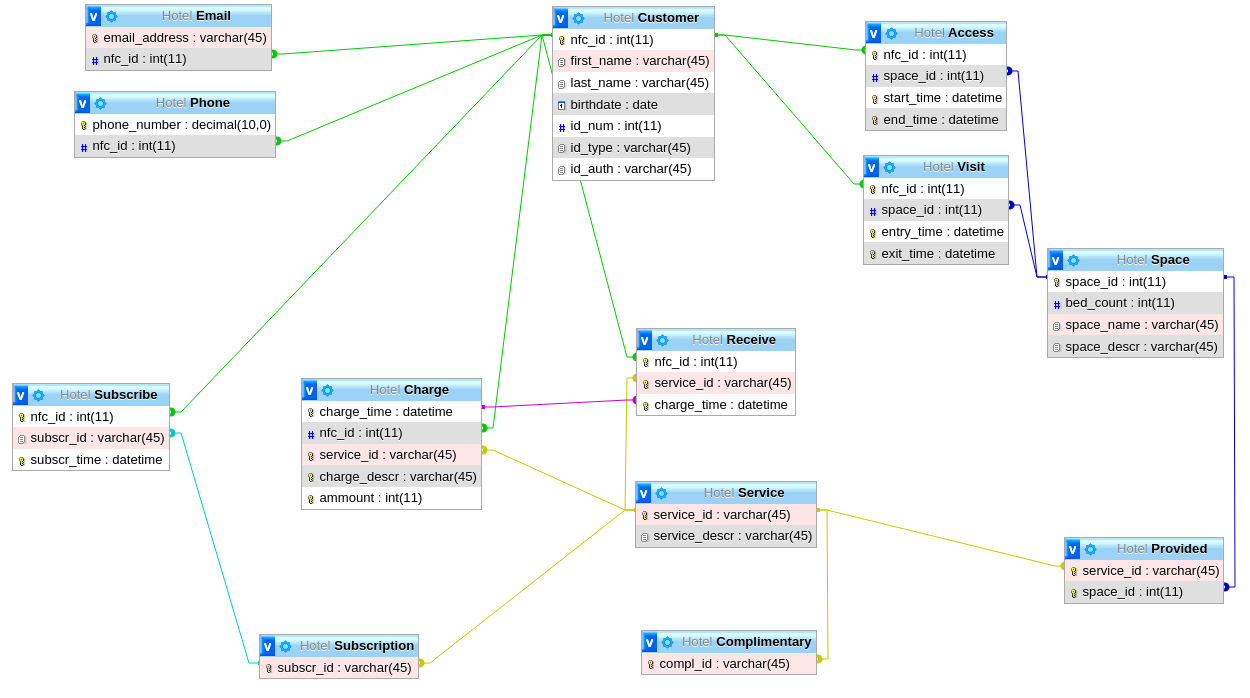 Hotel Email
email_address : varchar(45)
nfc_id : int(11)
Hotel Phone
phone_number : decimal(10,0)
nfc_id : int(11)
Hotel Customer
nfc_id : int(11)
first_name : varchar(45)
last_name : varchar(45)
birthdate : date
id_num : int(11)
id_type : varchar(45)
id_auth : varchar(45)
Hotel Access
nfc_id : int(11)
space_id : int(11)
start_time : datetime
end_time : datetime
Hotel Visit
nfc_id : int(11)
space_id : int(11)
entry_time : datetime
exit_time : datetime
Hotel Space
space_id : int(11)
bed_count : int(11)
space_name : varchar(45)
space_descr : varchar(45)
Hotel Receive
nfc_id : int(11)
service_id : varchar(45)
charge_time : datetime
Hotel Subscribe
nfc_id : int(11)
subscr_id : varchar(45)
subscr_time : datetime
Hotel Charge
charge_time : datetime
nfc_id : int(11)
service_id : varchar(45)
charge_descr : varchar(45)
ammount : int(11)
Hotel Service
service_id : varchar(45)
service_descr : varchar(45)
Hotel Provided
service_id : varchar(45)
space_id : int(11)
Hotel Subscription
subscr_id : varchar(45)
Hotel Complimentary
compl_id : varchar(45)